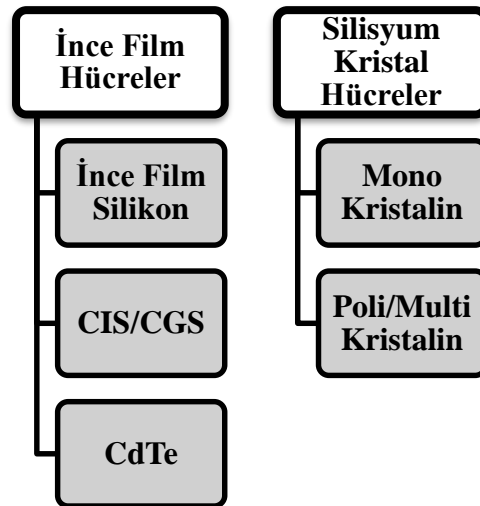 İnce Film
Hücreler
İnce Film
Silikon
CIS/CGS
CdTe
Silisyum
Kristal
Hücreler
Mono
Kristalin
Poli/Multi
Kristalin